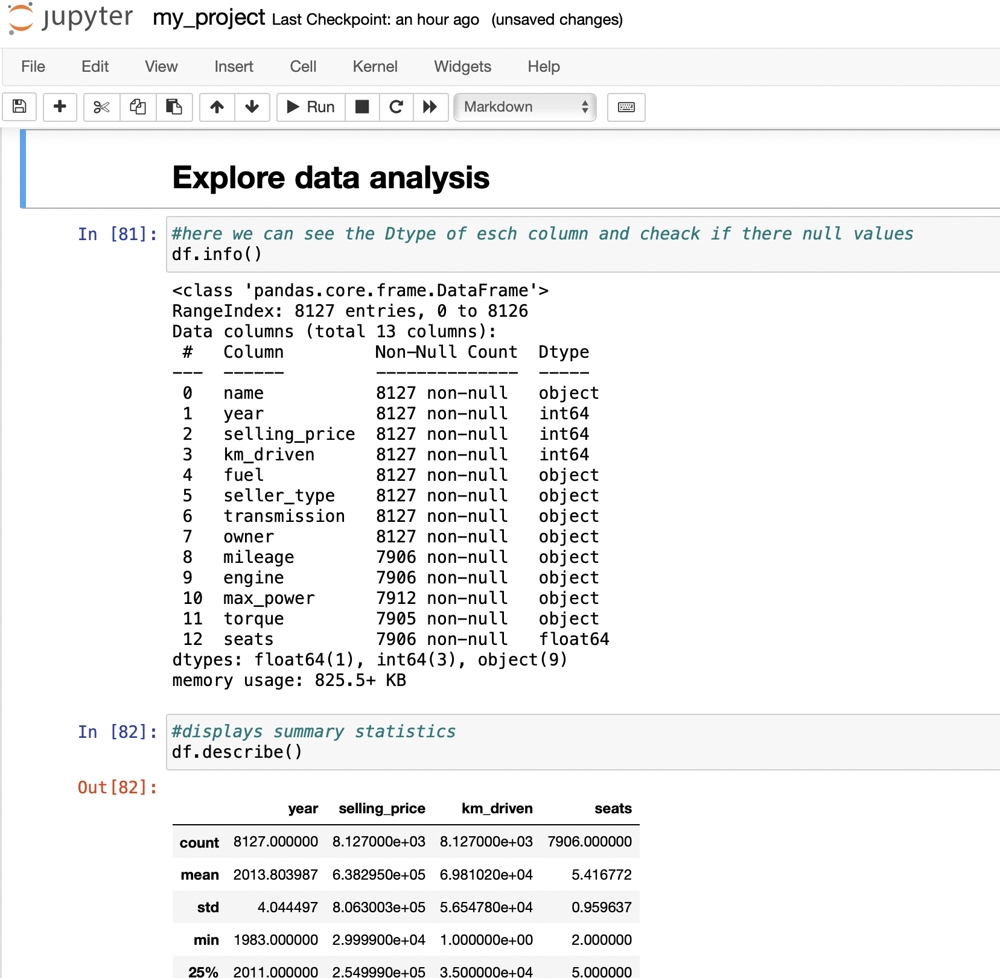 jupyter my_project Last Checkpoint: an hour ago (unsaved changes)
File Edit View Insert Cell Kernel Widgets Help
Run Markdown
Explore data analysis
In [81]: #here we can see the Dtype of esch column and cheack if there null values
df.info()
<class 'pandas.core.frame.DataFrame'>
RangeIndex: 8127 entries, 0 to 8126
Data columns (total 13 columns):
# Column Non-Null Count Dtype
--- ------ -------------- -----
0 name 8127 non-null object
1 year 8127 non-null int64
2 selling_price 8127 non-null int64
3 km_driven 8127 non-null int64
4 fuel 8127 non-null object
5 seller_type 8127 non-null object
6 transmission 8127 non-null object
7 owner 8127 non-null object
8 mileage 7906 non-null object
9 engine 7906 non-null object
10 max_power 7912 non-null object
11 torque 7905 non-null object
12 seats 7906 non-null float64
dtypes: float64(1), int64(3), object(9)
memory usage: 825.5+ KB
In [82]: #displays summary statistics
df.describe()
Out[82]:
year selling_price km_driven seats
count 8127.000000 8.127000e+03 8.127000e+03 7906.000000
mean 2013.803987 6.382950e+05 6.981020e+04 5.416772
std 4.044497 8.063003e+05 5.654780e+04 0.959637
min 1983.000000 2.999900e+04 1.000000e+00 2.000000
25% 2011.000000 2.549990e+05 3.500000e+04 5.000000